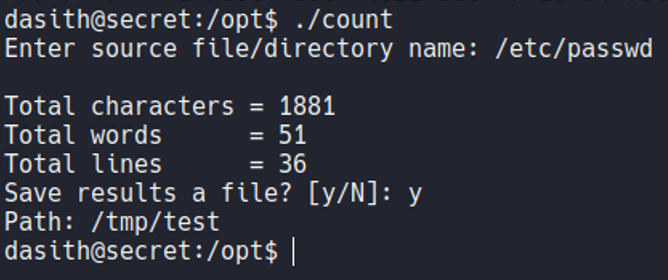 dasith@secret:/opt$ ./count
Enter source file/directory name: /etc/passwd
Total characters = 1881
Total words      = 51
Total lines      = 36
Save results a file? [y/N]: y
Path: /tmp/test
dasith@secret:/opt$